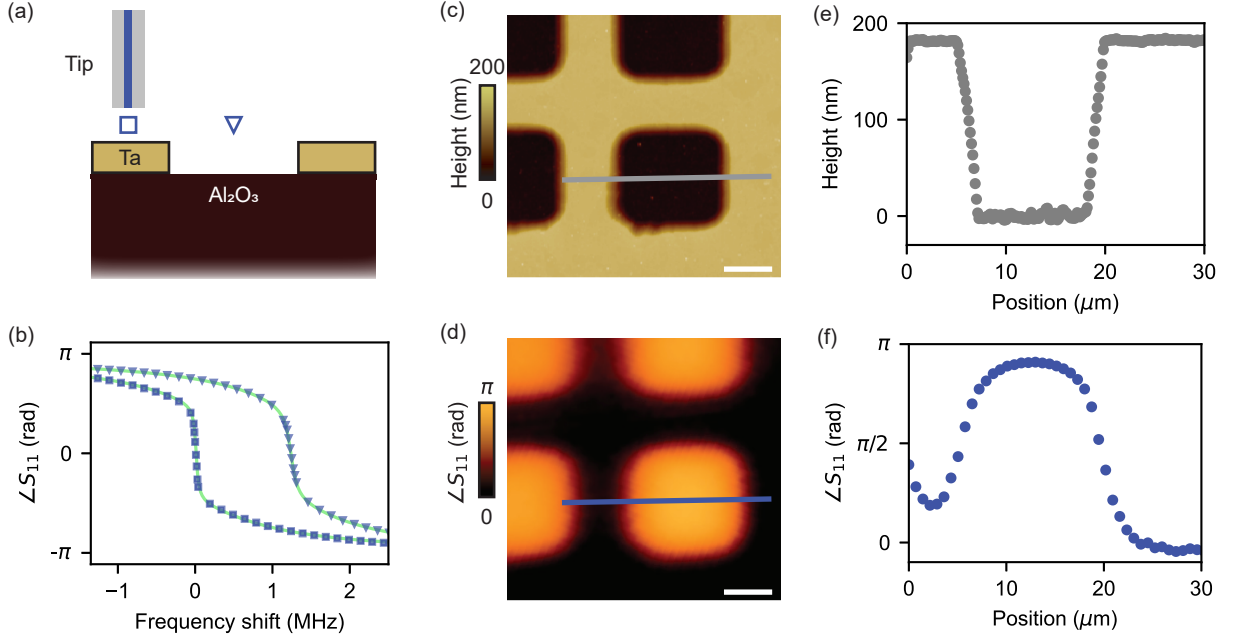 (a)
Tip
Ta
Al₂O₃
(b)
π
0
-π
∠S₁₁ (rad)
−1
0
1
2
Frequency shift (MHz)
(c)
200
Height (nm)
0
(d)
π
∠S₁₁ (rad)
0
(e)
200
100
0
Height (nm)
0
10
20
30
Position (μm)
(f)
π
π/2
0
∠S₁₁ (rad)
0
10
20
30
Position (μm)